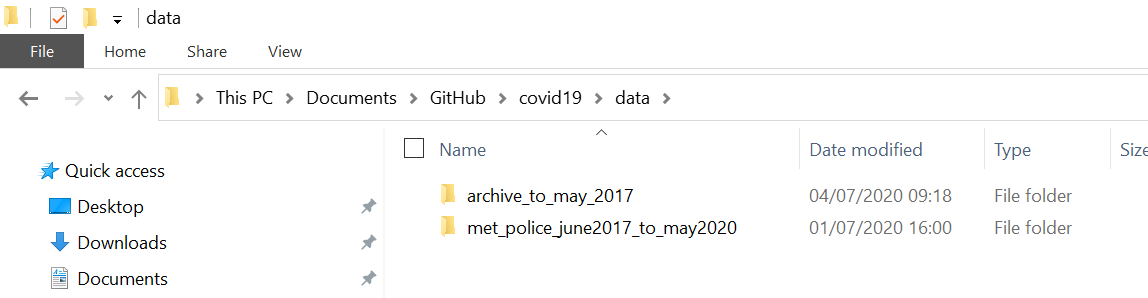 data
File Home Share View
This PC Documents GitHub covid19 data
Name Date modified Type Size
Quick access
archive_to_may_2017 04/07/2020 09:18 File folder
Desktop
met_police_june2017_to_may2020 01/07/2020 16:00 File folder
Downloads
Documents